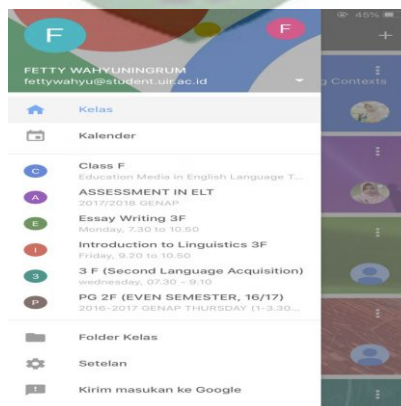 45%
F
F
+
FETTY WAHYUNINGRUM
fettywahyu@student.uir.ac.id
g Contexts
Kelas
Kalender
C
Class F
Education Media in English Language T...
A
ASSESSMENT IN ELT
2017/2018 GENAP
E
Essay Writing 3F
Monday, 7.30 to 10.50
I
Introduction to Linguistics 3F
Friday, 9.20 to 10.50
3
3 F (Second Language Acquisition)
wednesday, 07.30 - 9.10
P
PG 2F (EVEN SEMESTER, 16/17)
2016-2017 GENAP THURSDAY (1-3.30...
Folder Kelas
Setelan
Kirim masukan ke Google